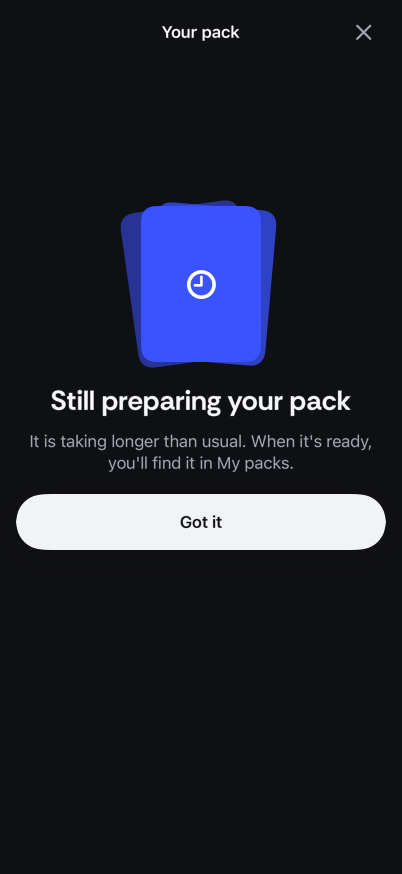 Your pack
Still preparing your pack
It is taking longer than usual. When it's ready,
you'll find it in My packs.
Got it